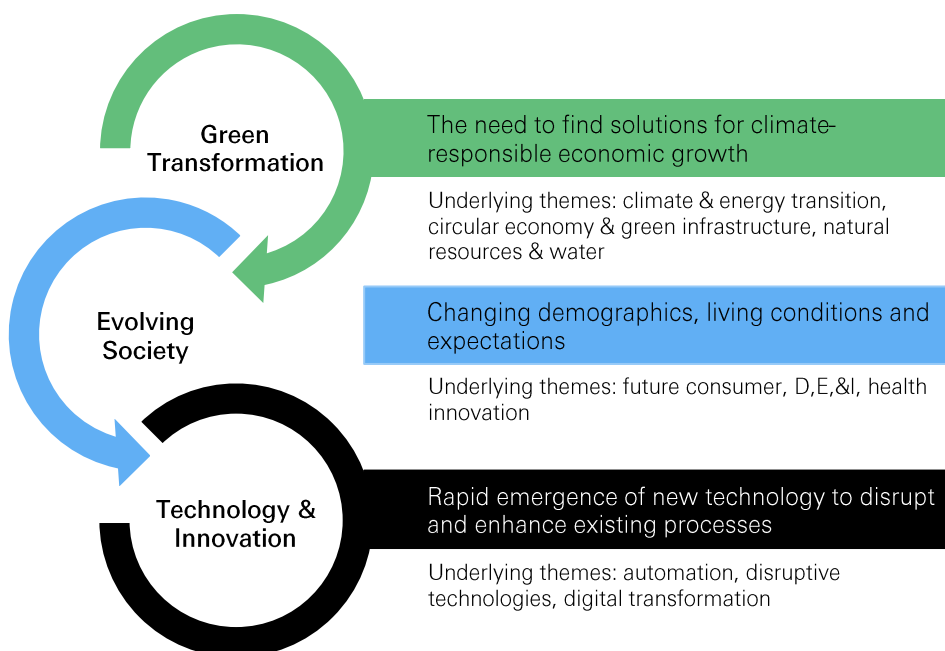 Green
Transformation
The need to find solutions for climate-
responsible economic growth
Underlying themes: climate & energy transition,
circular economy & green infrastructure, natural
resources & water
Evolving
Society
Changing demographics, living conditions and
expectations
Underlying themes: future consumer, D,E,&I, health
innovation
Technology &
Innovation
Rapid emergence of new technology to disrupt
and enhance existing processes
Underlying themes: automation, disruptive
technologies, digital transformation